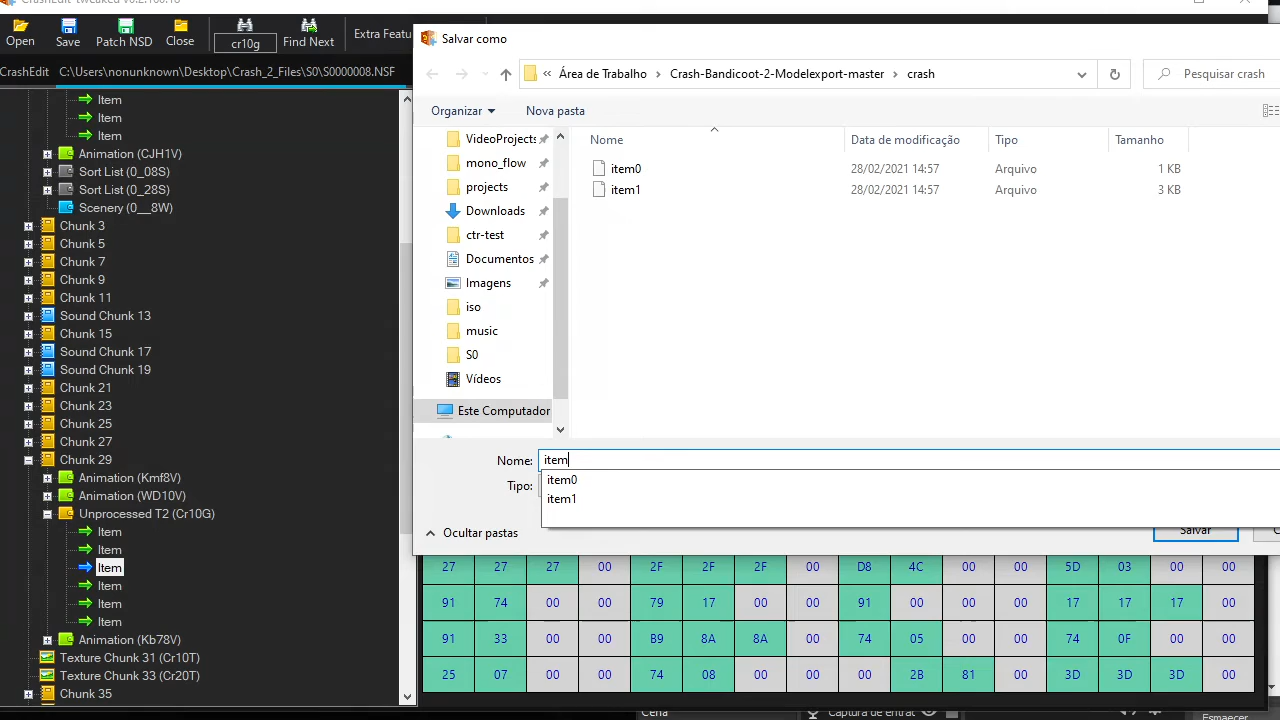 CrashEdit-tweaked v0.2.160.16
Open
Save
Patch NSD
Close
cr10g
Find Next
Extra Featu
CrashEdit
C:\Users\nonunknown\Desktop\Crash_2_Files\S0\S0000008.NSF
Item
Item
Item
Animation (CJH1V)
Sort List (0_08S)
Sort List (0_28S)
Scenery (0__8W)
Chunk 3
Chunk 5
Chunk 7
Chunk 9
Chunk 11
Sound Chunk 13
Chunk 15
Sound Chunk 17
Sound Chunk 19
Chunk 21
Chunk 23
Chunk 25
Chunk 27
Chunk 29
Animation (Kmf8V)
Animation (WD10V)
Unprocessed T2 (Cr10G)
Item
Item
Item
Item
Item
Item
Animation (Kb78V)
Texture Chunk 31 (Cr10T)
Texture Chunk 33 (Cr20T)
Chunk 35
Salvar como
« Área de Trabalho › Crash-Bandicoot-2-Modelexport-master › crash
Pesquisar crash
Organizar
Nova pasta
VideoProjects
mono_flow
projects
Downloads
ctr-test
Documentos
Imagens
iso
music
S0
Vídeos
Este Computador
Nome Data de modificação Tipo Tamanho
item0 28/02/2021 14:57 Arquivo 1 KB
item1 28/02/2021 14:57 Arquivo 3 KB
Nome: item
item0
item1
Tipo:
Ocultar pastas
Salvar
27 27 27 00 2F 2F 2F 00 D8 4C 00 00 5D 03 00 00
91 74 00 00 79 17 00 00 91 00 00 00 17 17 17 00
91 33 00 00 B9 8A 8A 00 74 05 00 00 74 0F 00 00
25 07 00 00 74 08 00 00 00 2B 81 00 3D 3D 3D 00
Cena
Captura de entrat
Esmaecer